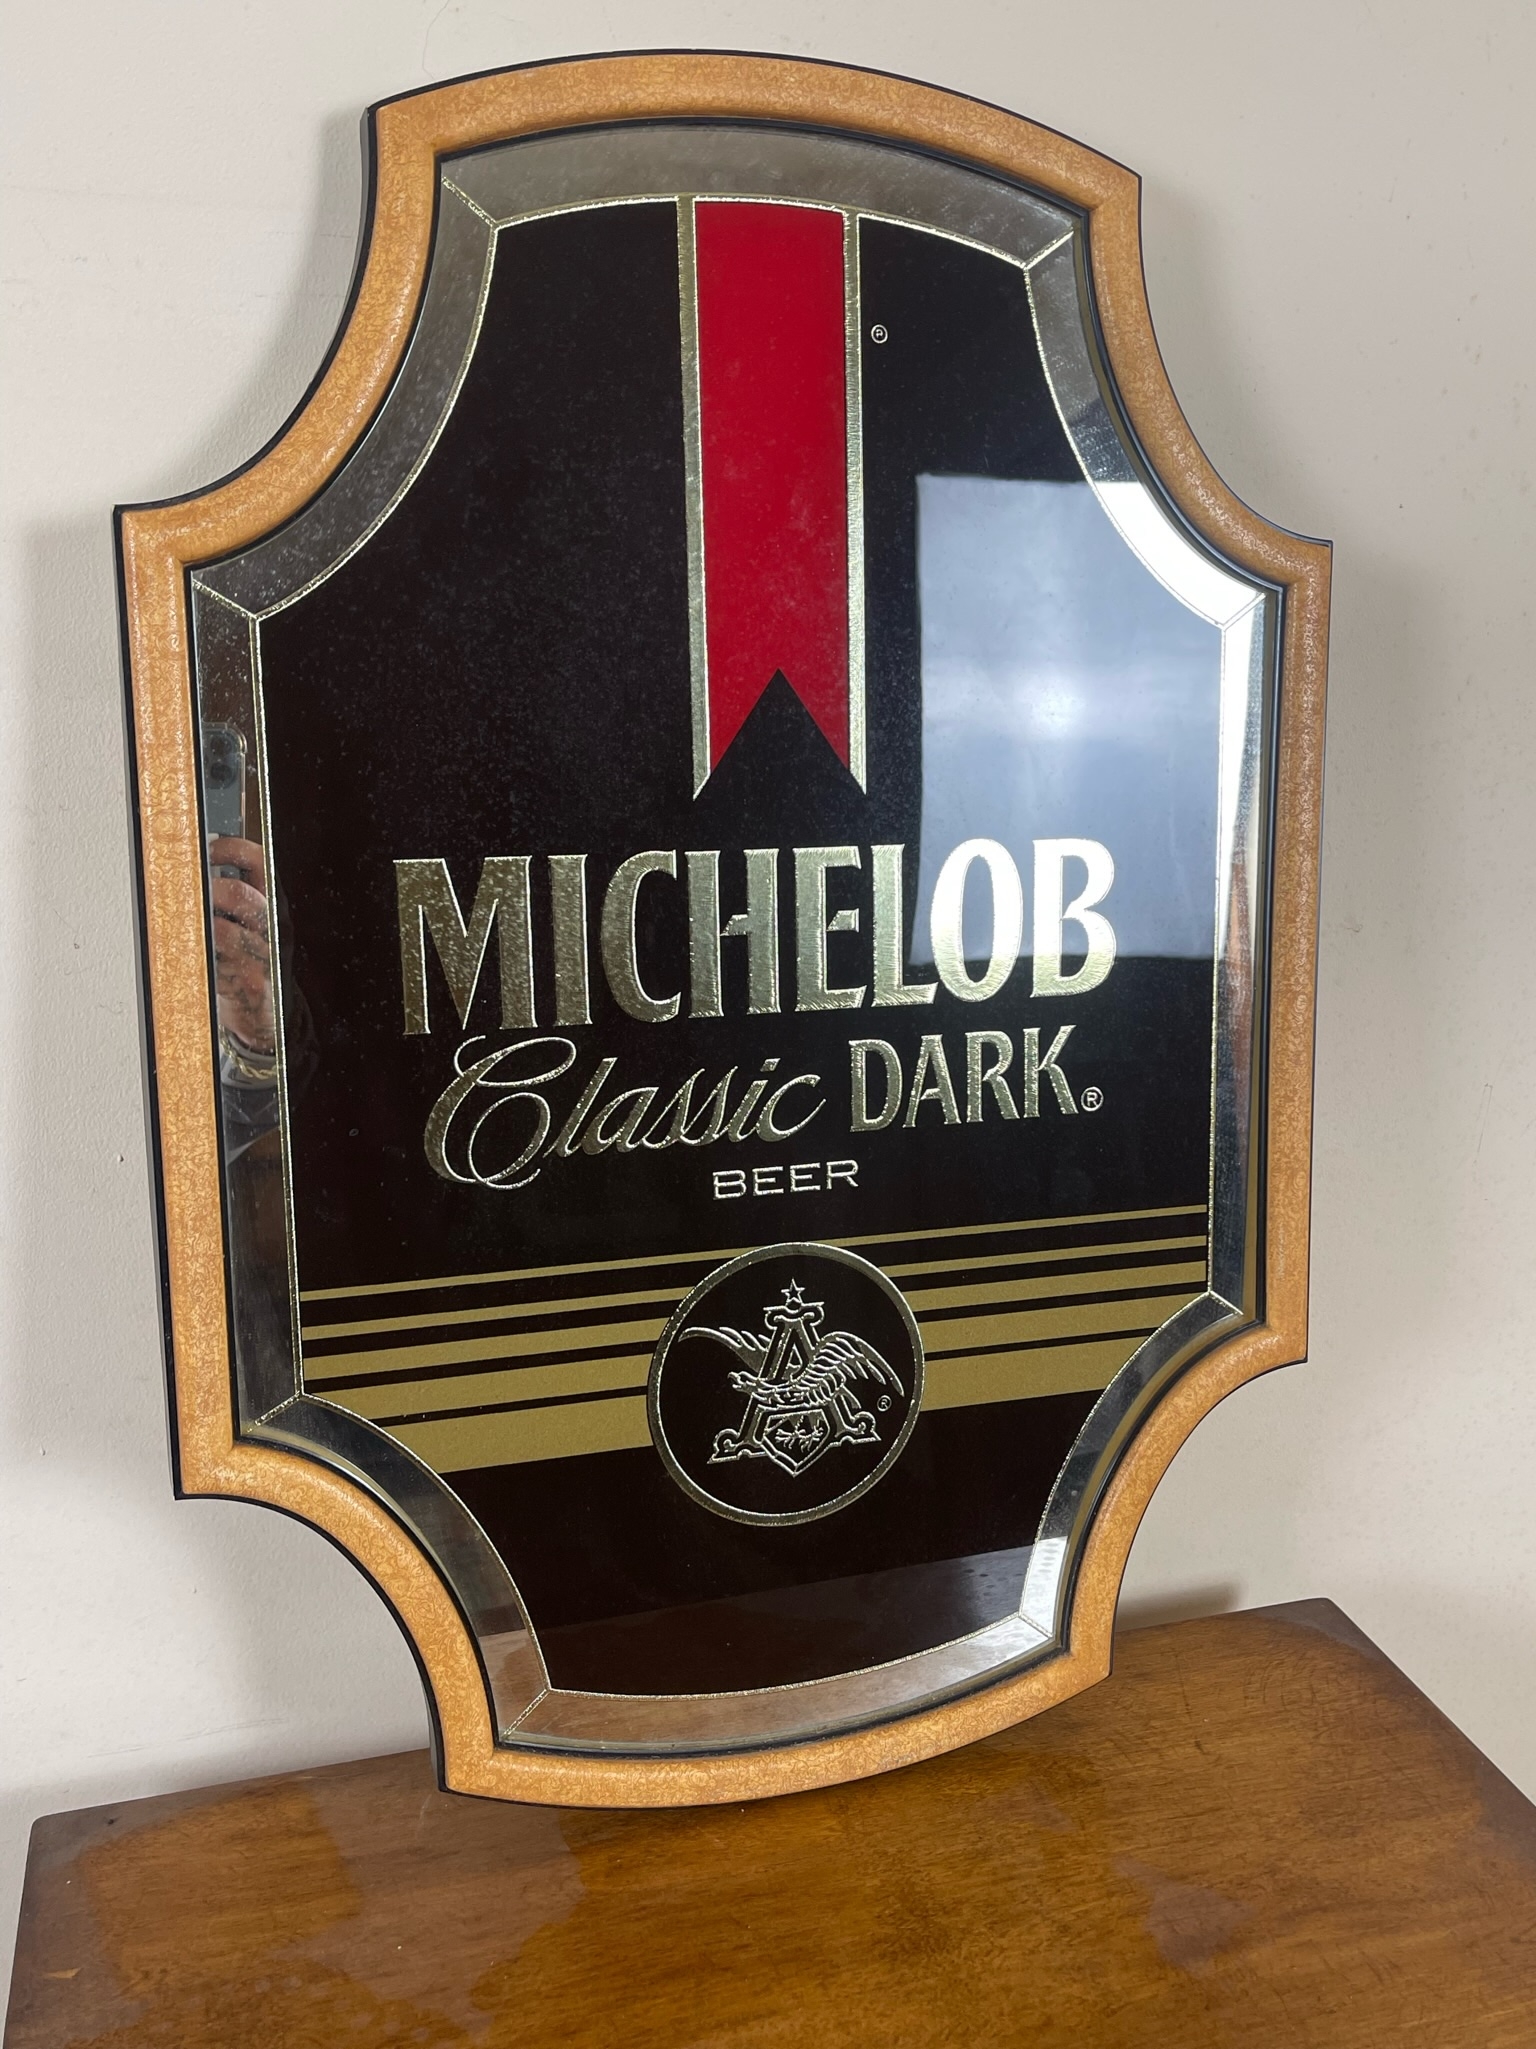 ®
MICHELOB
Classic DARK®
BEER
A
®